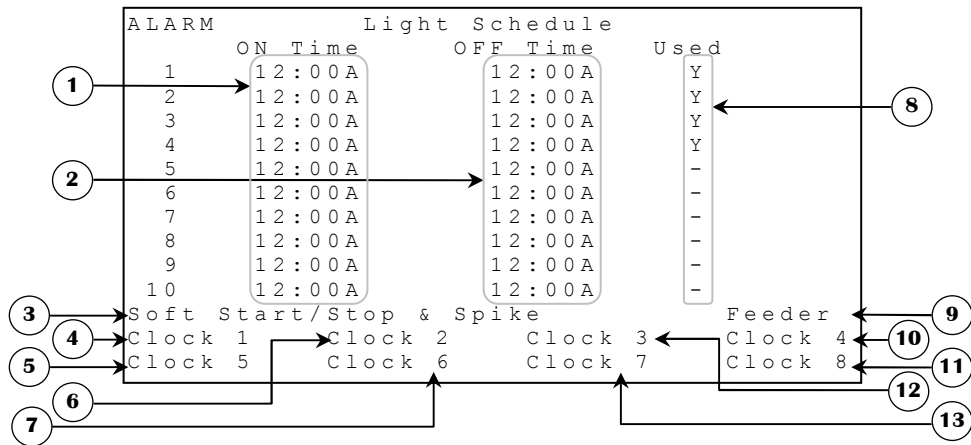 ALARM Light Schedule
ON Time OFF Time Used
1 12:00A 12:00A Y
1 8
2 12:00A 12:00A Y
3 12:00A 12:00A Y
4 12:00A 12:00A Y
2
5 12:00A 12:00A -
6 12:00A 12:00A -
7 12:00A 12:00A -
8 12:00A 12:00A -
9 12:00A 12:00A -
10 12:00A 12:00A -
3 Soft Start/Stop & Spike Feeder 9
4 Clock 1 Clock 2 Clock 3 Clock 4 10
5 Clock 5 Clock 6 Clock 7 Clock 8 11
6 12
7 13